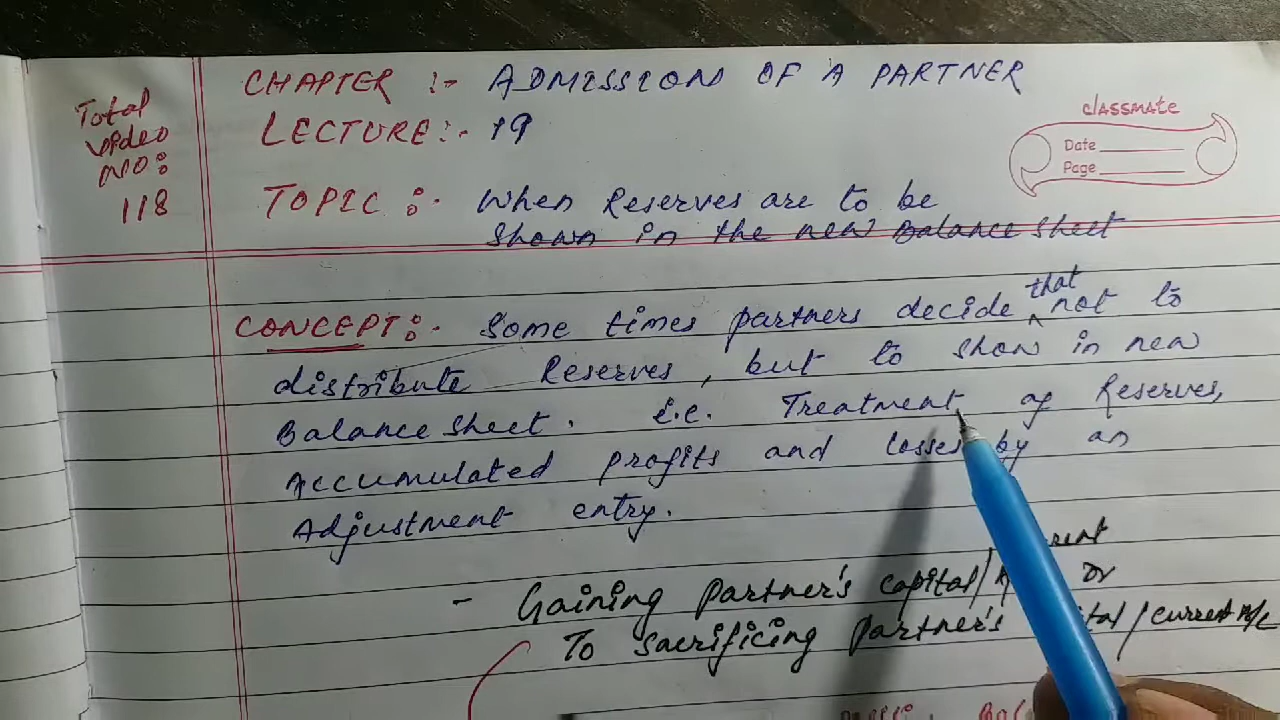 Total
video
NO:
118
CHAPTER :- ADMISSION OF A PARTNER
LECTURE:- 19
classmate
Date
Page
TOPIC :- When Reserves are to be
shown in the new Balance sheet
CONCEPT:- Some times partners decide that not to
distribute Reserves, but to show in new
Balance sheet. i.e. Treatment of Reserves,
Accumulated profits and losses by an
Adjustment entry.
- Gaining Partner's capital/ Dr
To Sacrificing Partner's /current A/c